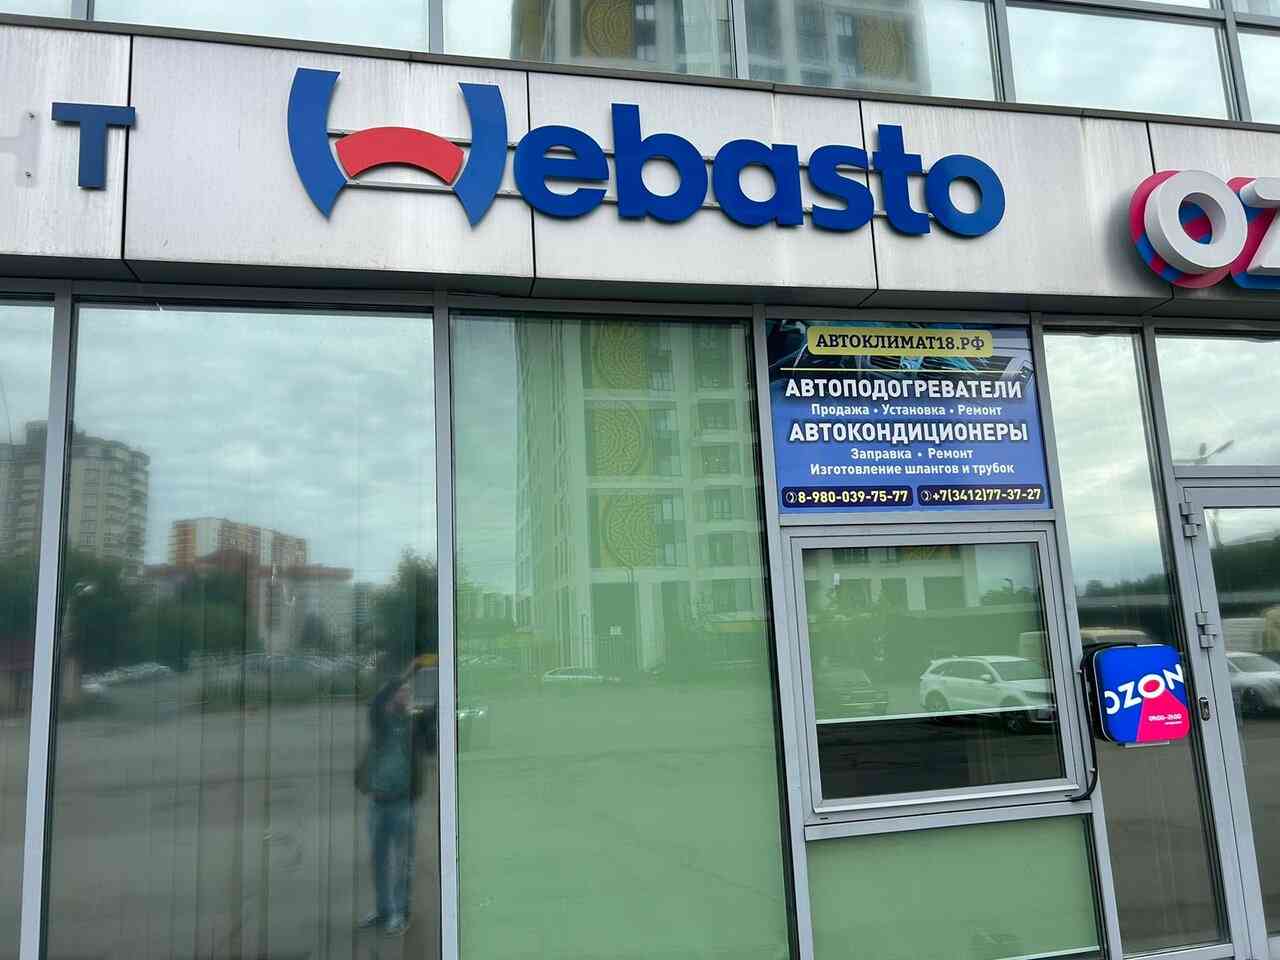 Т
Webasto
OZ
АВТОКЛИМАТ18.РФ
АВТОПОДОГРЕВАТЕЛИ
Продажа • Установка • Ремонт
АВТОКОНДИЦИОНЕРЫ
Заправка • Ремонт
Изготовление шлангов и трубок
8-980-039-75-77
+7(3412)77-37-27
OZON